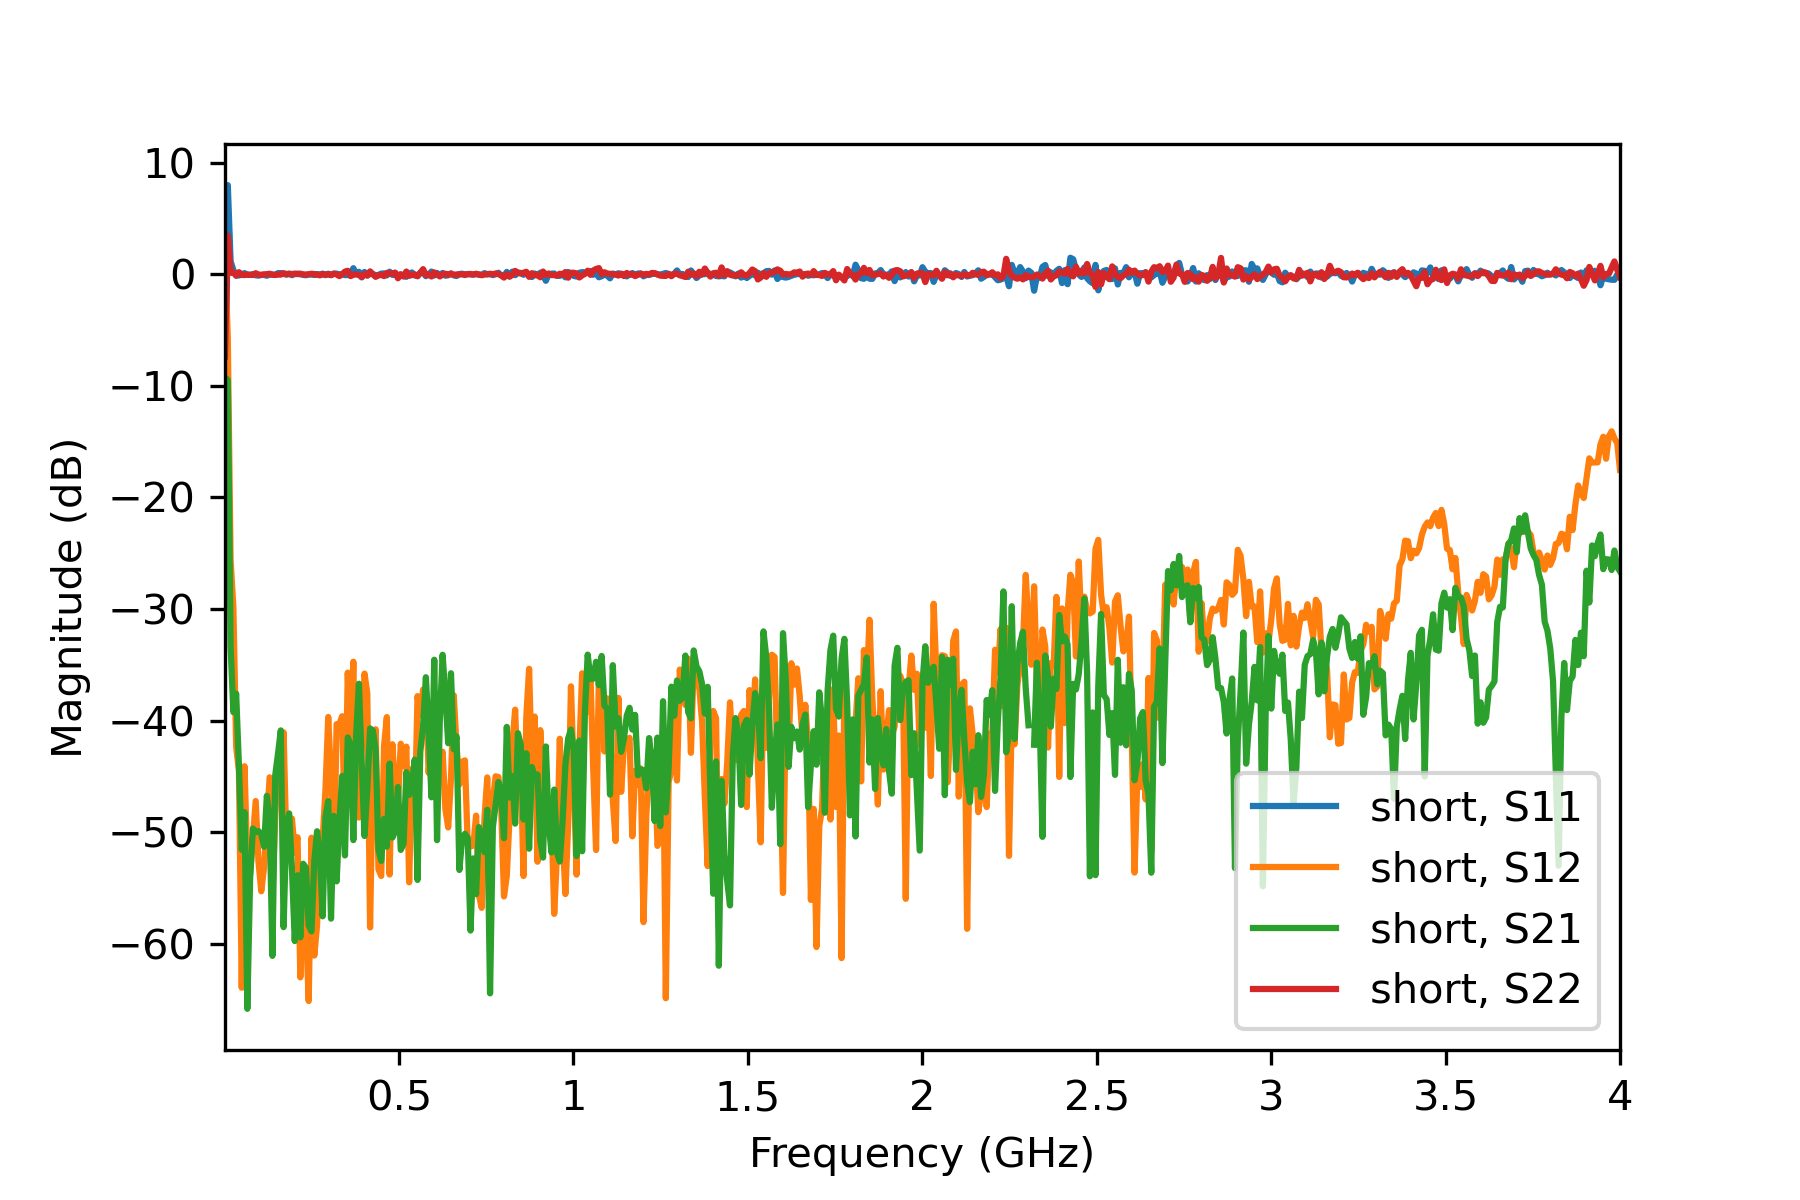 10
0
−10
−20
−30
−40
−50
−60
Magnitude (dB)
0.5 1 1.5 2 2.5 3 3.5 4
Frequency (GHz)
short, S11
short, S12
short, S21
short, S22